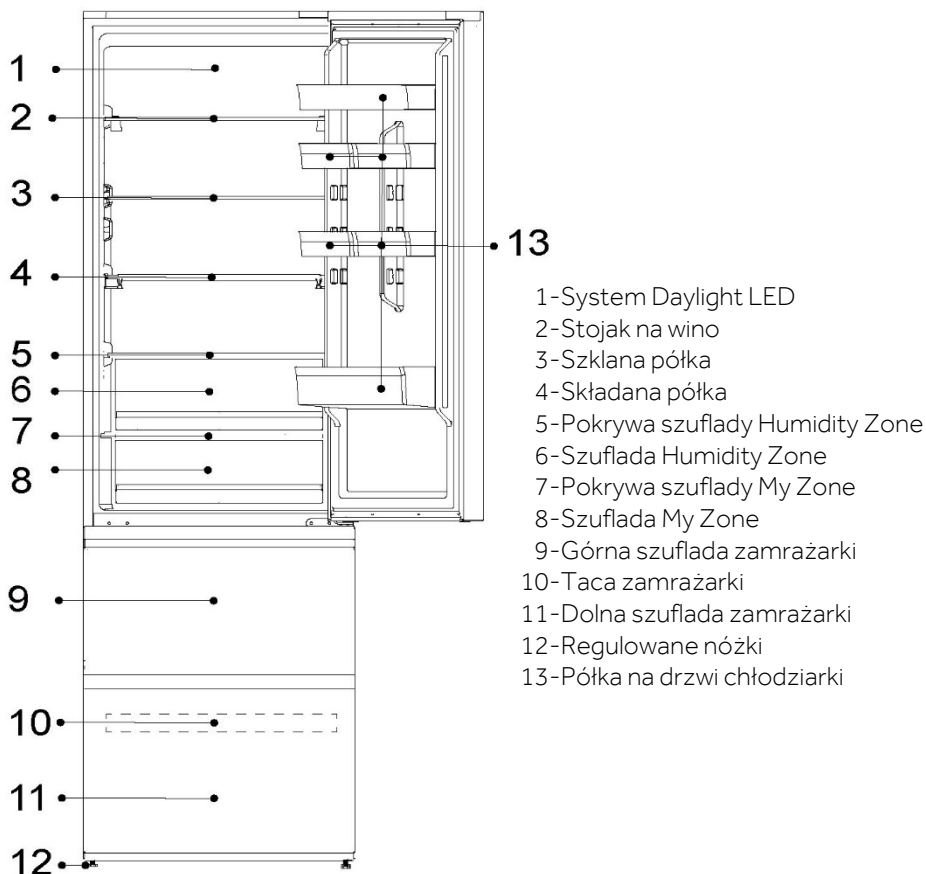 1
2
3
4
5
6
7
8
9
10
11
12
13
1-System Daylight LED
2-Stojak na wino
3-Szklana półka
4-Składana półka
5-Pokrywa szuflady Humidity Zone
6-Szuflada Humidity Zone
7-Pokrywa szuflady My Zone
8-Szuflada My Zone
9-Górna szuflada zamrażarki
10-Taca zamrażarki
11-Dolna szuflada zamrażarki
12-Regulowane nóżki
13-Półka na drzwi chłodziarki